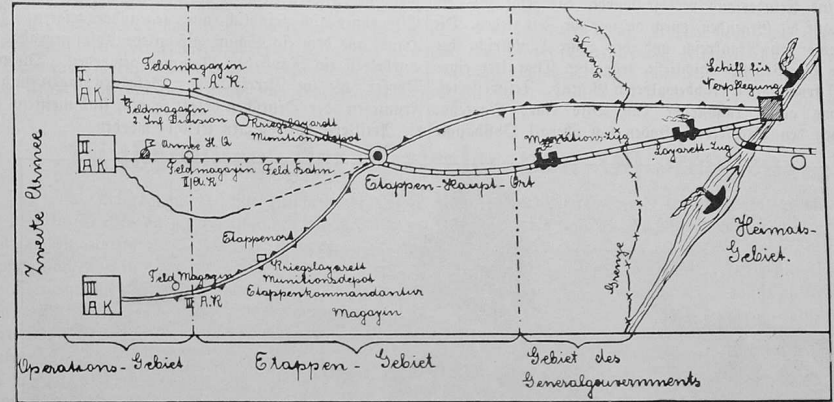 Zweite Armee
I.
A K
Feldmagazin
I A.K.
Feldmagazin
2 Inf Division
Kriegslazarett
Munitionsdepot
II.
A K
Armee H.Q.
Feldmagazin Feld bahn
II A.K
Etappen-Haupt-Ort
Etappenort
III
A K
Feld Magazin
III A.K
Kriegslazarett
Munitionsdepot
Etappenkommandantur
Magazin
Grenze
Grenze
Munitions-Zug
Lazarett-Zug
Schiff für
Verpflegung
Heimats-
Gebiet.
Operations-Gebiet
Etappen-Gebiet
Gebiet des
Generalgouvernments